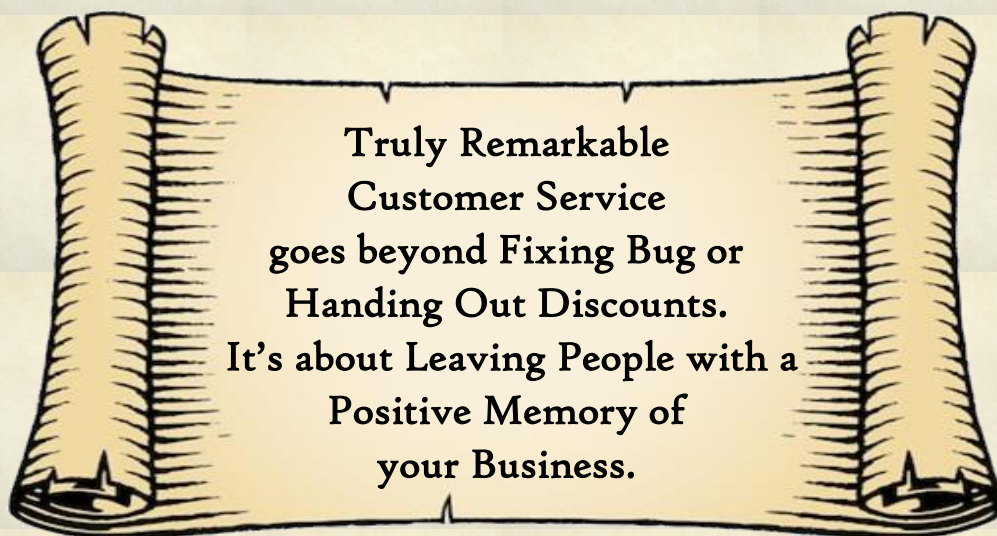 Truly Remarkable
Customer Service
goes beyond Fixing Bug or
Handing Out Discounts.
It’s about Leaving People with a
Positive Memory of
your Business.